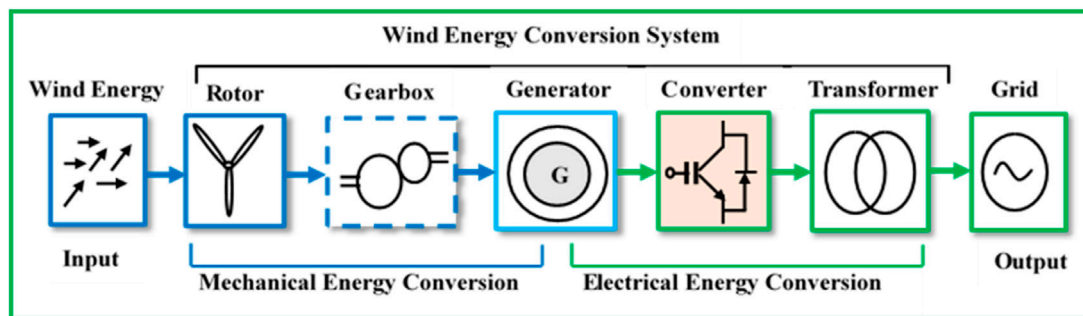 Wind Energy Conversion System
Wind Energy
Rotor
Gearbox
Generator
Converter
Transformer
Grid
G
Input
Output
Mechanical Energy Conversion
Electrical Energy Conversion